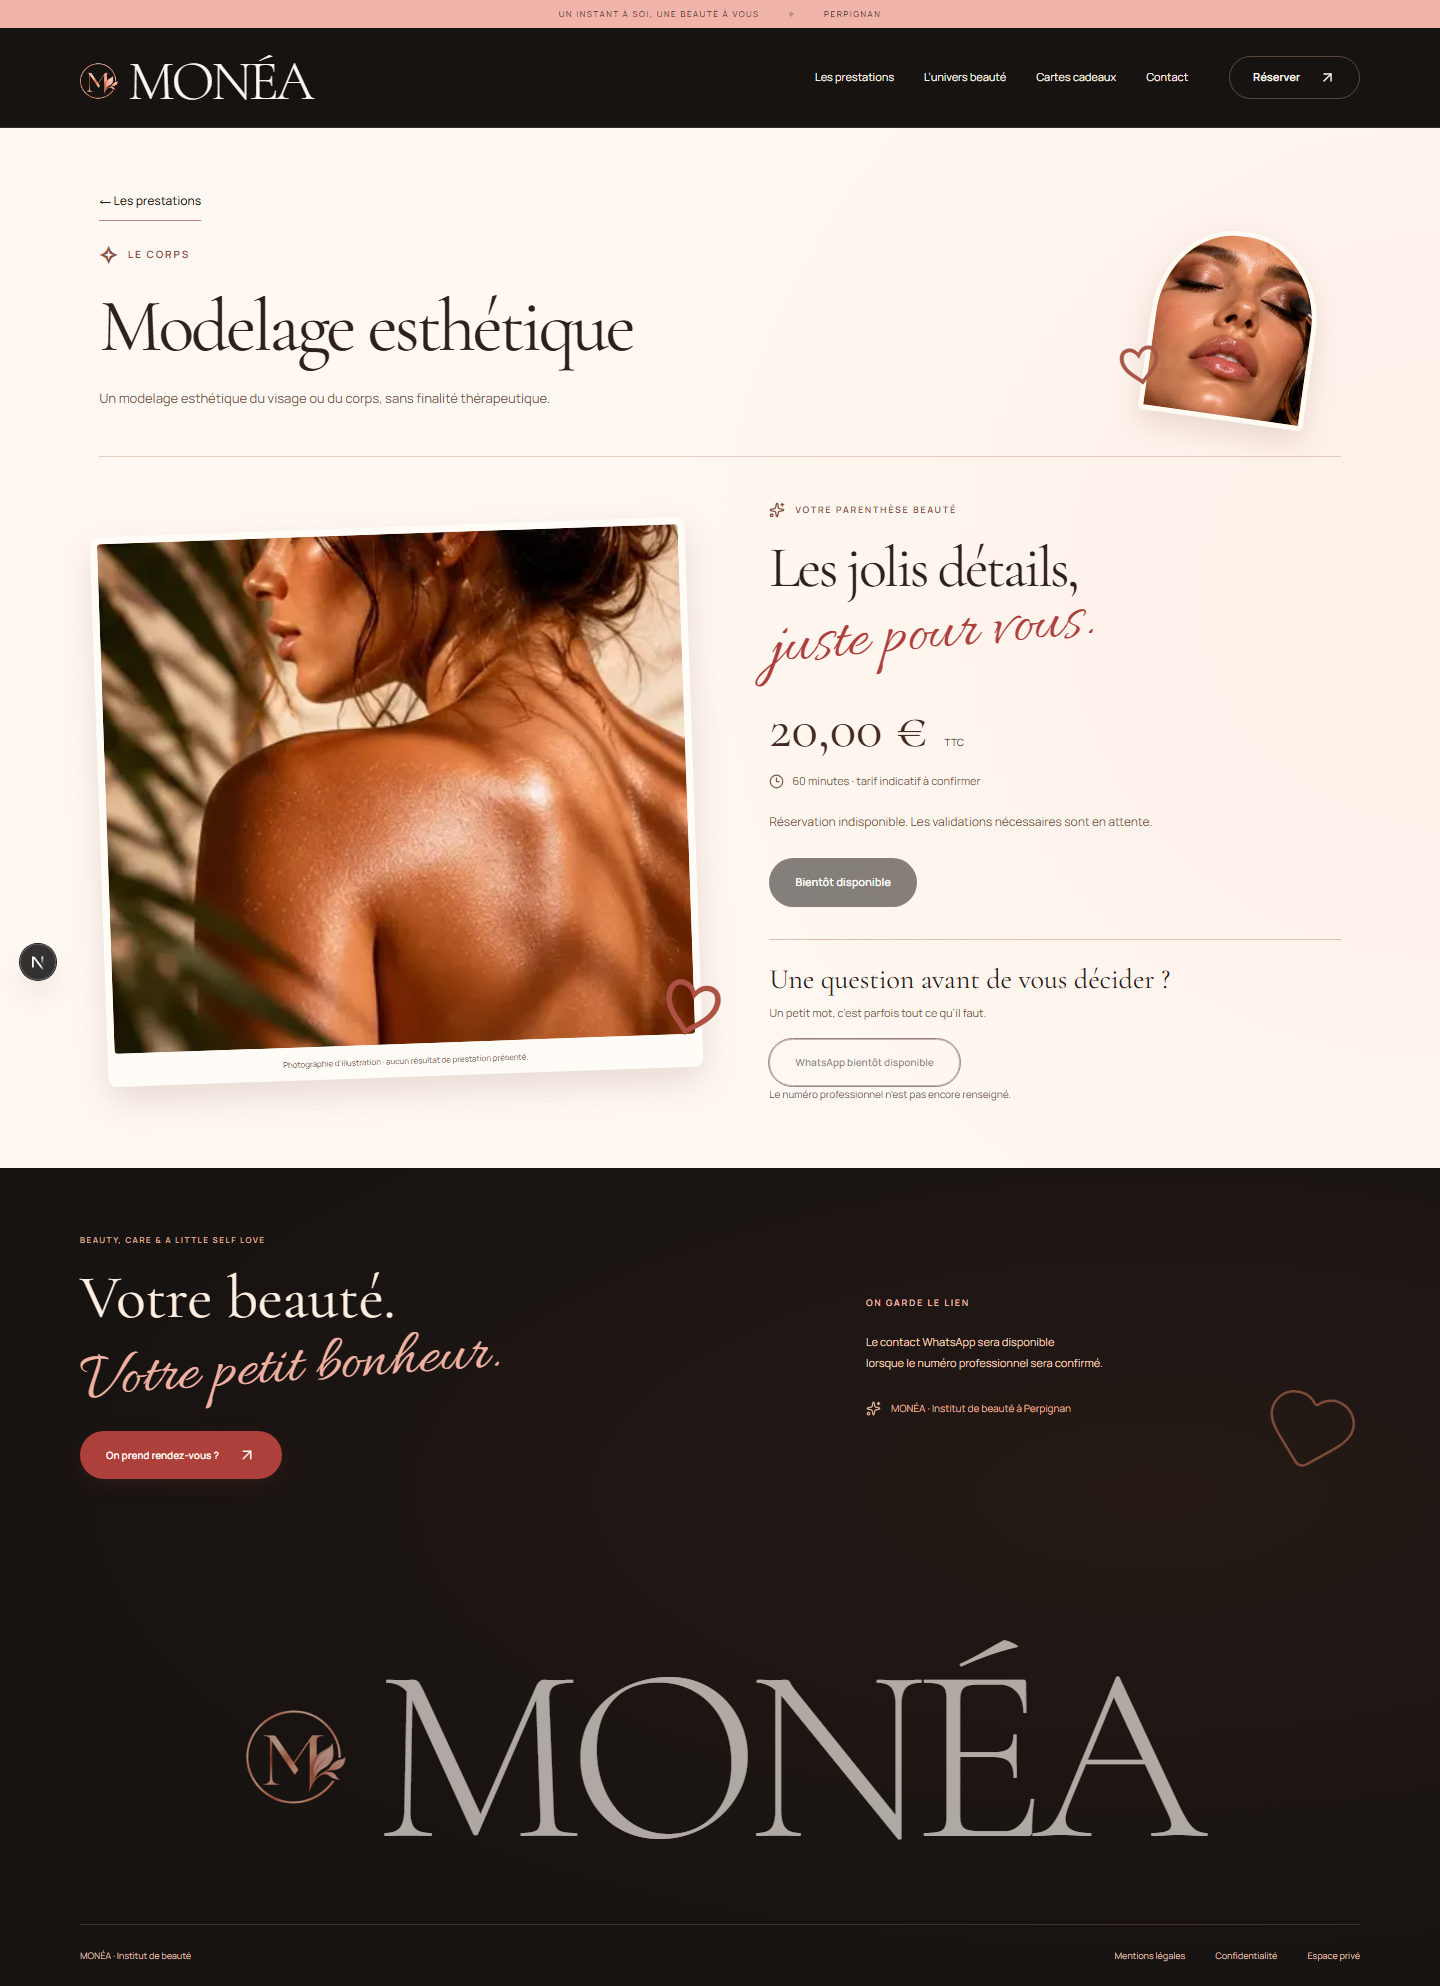 UN INSTANT À SOI, UNE BEAUTÉ À VOUS ✧ PERPIGNAN
M MONÉA
Les prestations L'univers beauté Cartes cadeaux Contact Réserver ↗
← Les prestations
LE CORPS
Modelage esthétique
Un modelage esthétique du visage ou du corps, sans finalité thérapeutique.
VOTRE PARENTHÈSE BEAUTÉ
Les jolis détails,
juste pour vous.
20,00 € TTC
60 minutes · tarif indicatif à confirmer
Réservation indisponible. Les validations nécessaires sont en attente.
Bientôt disponible
Photographie d'illustration · aucun résultat de prestation présenté.
N
Une question avant de vous décider ?
Un petit mot, c'est parfois tout ce qu'il faut.
WhatsApp bientôt disponible
Le numéro professionnel n'est pas encore renseigné.
BEAUTY, CARE & A LITTLE SELF LOVE
Votre beauté.
Votre petit bonheur.
On prend rendez-vous ? ↗
ON GARDE LE LIEN
Le contact WhatsApp sera disponible
lorsque le numéro professionnel sera confirmé.
MONÉA · Institut de beauté à Perpignan
M MONÉA
MONÉA · Institut de beauté
Mentions légales Confidentialité Espace privé